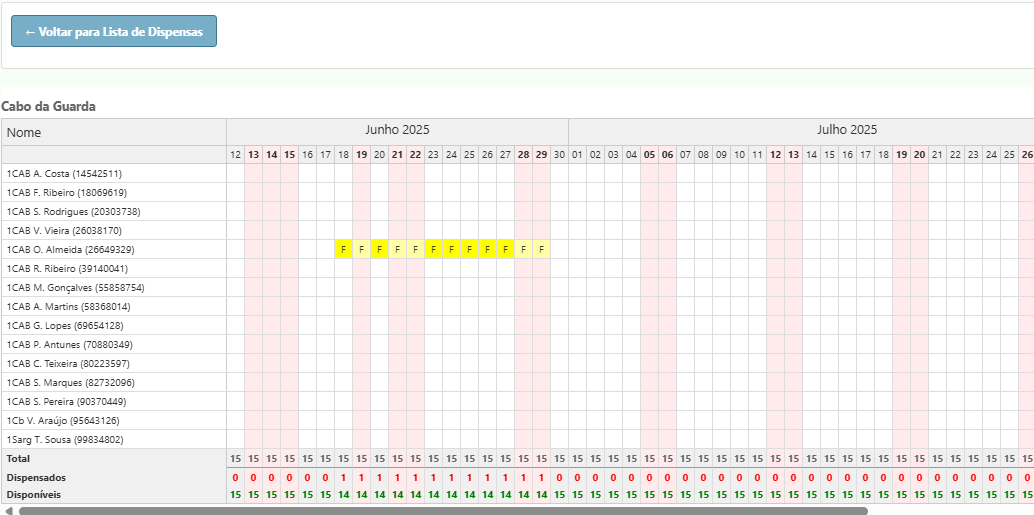 ← Voltar para Lista de Dispensas
Cabo da Guarda
Nome Junho 2025 Julho 2025
12 13 14 15 16 17 18 19 20 21 22 23 24 25 26 27 28 29 30 01 02 03 04 05 06 07 08 09 10 11 12 13 14 15 16 17 18 19 20 21 22 23 24 25 26
1CAB A. Costa (14542511)
1CAB F. Ribeiro (18069619)
1CAB S. Rodrigues (20303738)
1CAB V. Vieira (26038170)
1CAB O. Almeida (26649329) F F F F F F F F F F F F
1CAB R. Ribeiro (39140041)
1CAB M. Gonçalves (55858754)
1CAB A. Martins (58368014)
1CAB G. Lopes (69654128)
1CAB P. Antunes (70880349)
1CAB C. Teixeira (80223597)
1CAB S. Marques (82732096)
1CAB S. Pereira (90370449)
1Cb V. Araújo (95643126)
1Sarg T. Sousa (99834802)
Total 15 15 15 15 15 15 15 15 15 15 15 15 15 15 15 15 15 15 15 15 15 15 15 15 15 15 15 15 15 15 15 15 15 15 15 15 15 15 15 15 15 15 15 15 15
Dispensados 0 0 0 0 0 0 1 1 1 1 1 1 1 1 1 1 1 1 0 0 0 0 0 0 0 0 0 0 0 0 0 0 0 0 0 0 0 0 0 0 0 0 0 0 0
Disponíveis 15 15 15 15 15 15 14 14 14 14 14 14 14 14 14 14 14 14 15 15 15 15 15 15 15 15 15 15 15 15 15 15 15 15 15 15 15 15 15 15 15 15 15 15 15